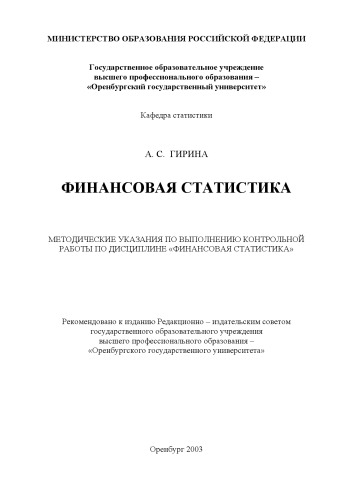 МИНИСТЕРСТВО ОБРАЗОВАНИЯ РОССИЙСКОЙ ФЕДЕРАЦИИ
Государственное образовательное учреждение
высшего профессионального образования –
«Оренбургский государственный университет»
Кафедра статистики
А. С. ГИРИНА
ФИНАНСОВАЯ СТАТИСТИКА
МЕТОДИЧЕСКИЕ УКАЗАНИЯ ПО ВЫПОЛНЕНИЮ КОНТРОЛЬНОЙ
РАБОТЫ ПО ДИСЦИПЛИНЕ «ФИНАНСОВАЯ СТАТИСТИКА»
Рекомендовано к изданию Редакционно – издательским советом
государственного образовательного учреждения
высшего профессионального образования –
«Оренбургского государственного университета»
Оренбург 2003